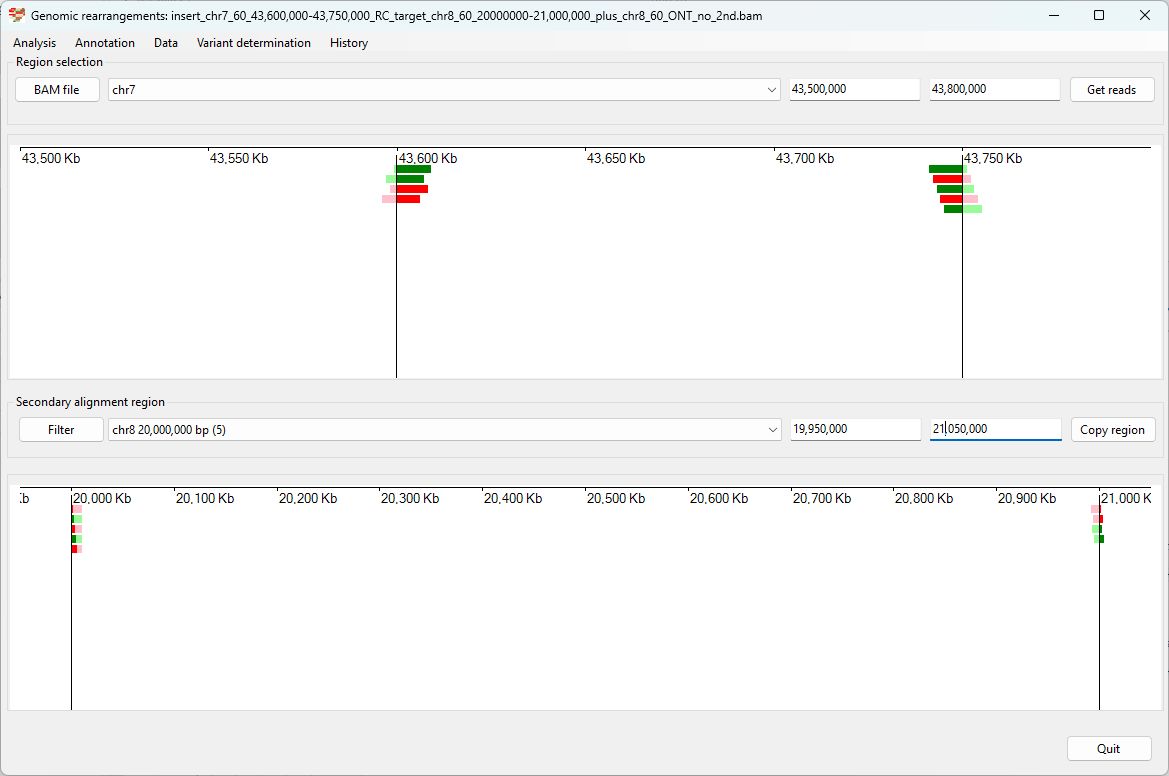 Genomic rearrangements: insert_chr7_60_43,600,000-43,750,000_RC_target_chr8_60_20000000-21,000,000_plus_chr8_60_ONT_no_2nd.bam
Analysis Annotation Data Variant determination History
Region selection
BAM file chr7 43,500,000 43,800,000 Get reads
43,500 Kb 43,550 Kb 43,600 Kb 43,650 Kb 43,700 Kb 43,750 Kb
Secondary alignment region
Filter chr8 20,000,000 bp (5) 19,950,000 21,050,000 Copy region
b 20,000 Kb 20,100 Kb 20,200 Kb 20,300 Kb 20,400 Kb 20,500 Kb 20,600 Kb 20,700 Kb 20,800 Kb 20,900 Kb 21,000 K
Quit